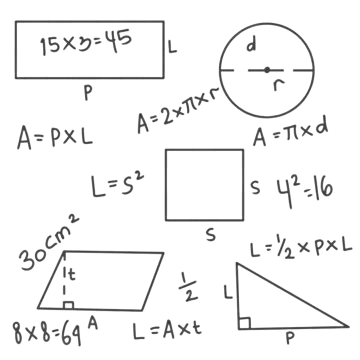 15×3=45
L
P
d
r
A=P×L
A=2×π×r
A=π×d
L=S²
S
4²=16
S
30cm²
t
A
8×8=64
L=A×t
1/2
L=½×P×L
L
P